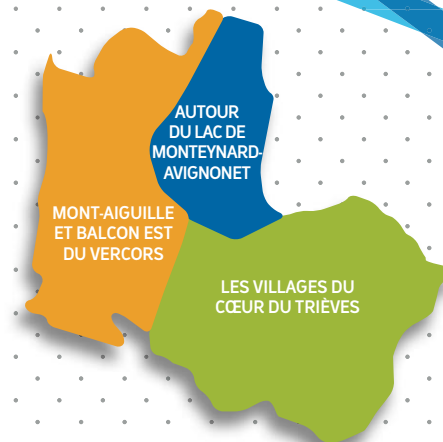 AUTOUR
DU LAC DE
MONTEYNARD-
AVIGNONET
MONT-AIGUILLE
ET BALCON EST
DU VERCORS
LES VILLAGES DU
CŒUR DU TRIÈVES